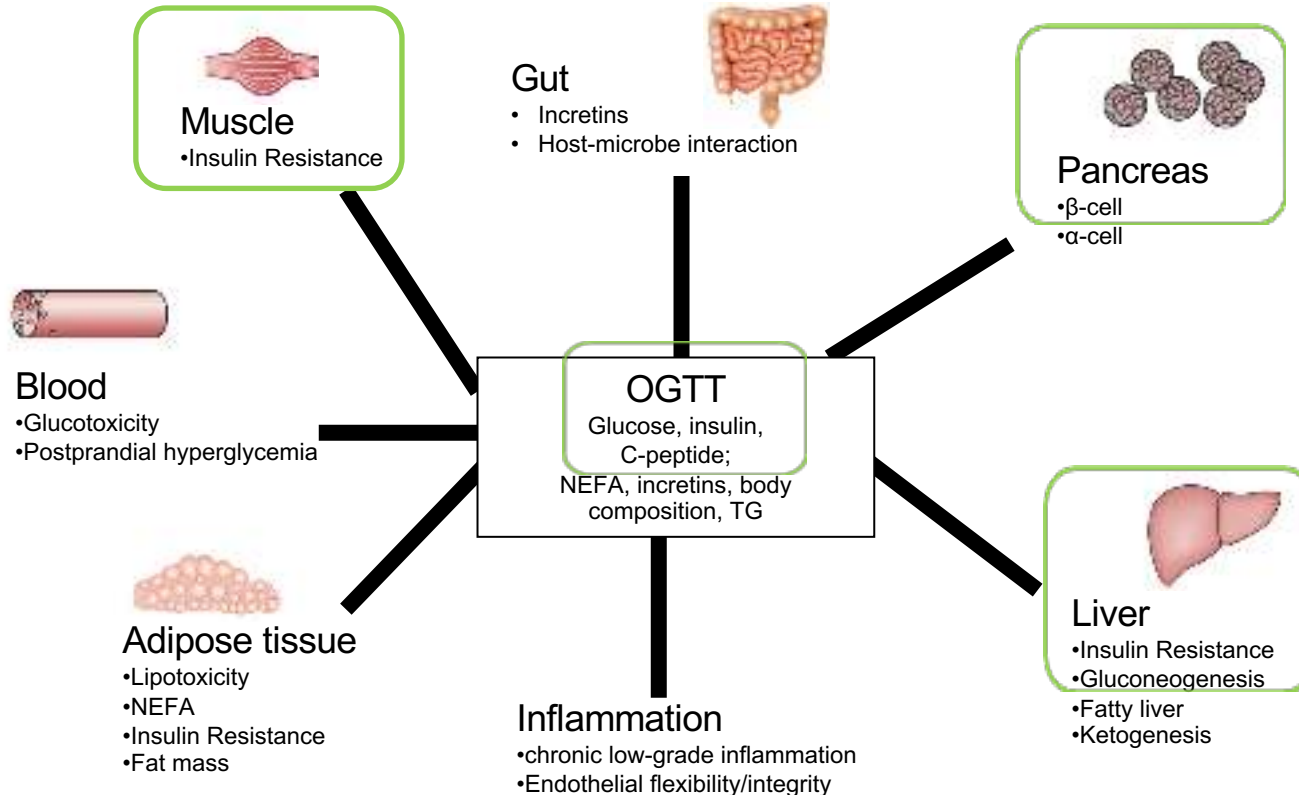 Muscle
•Insulin Resistance
Gut
• Incretins
• Host-microbe interaction
Pancreas
•β-cell
•α-cell
Blood
•Glucotoxicity
•Postprandial hyperglycemia
OGTT
Glucose, insulin,
C-peptide;
NEFA, incretins, body
composition, TG
Adipose tissue
•Lipotoxicity
•NEFA
•Insulin Resistance
•Fat mass
Inflammation
•chronic low-grade inflammation
•Endothelial flexibility/integrity
Liver
•Insulin Resistance
•Gluconeogenesis
•Fatty liver
•Ketogenesis